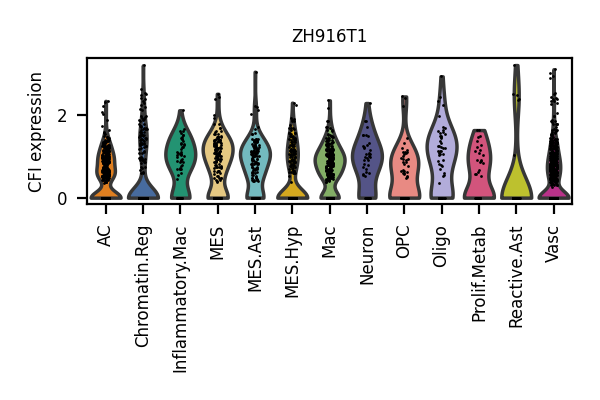 ZH916T1
CFI expression
2
0
AC
Chromatin.Reg
Inflammatory.Mac
MES
MES.Ast
MES.Hyp
Mac
Neuron
OPC
Oligo
Prolif.Metab
Reactive.Ast
Vasc